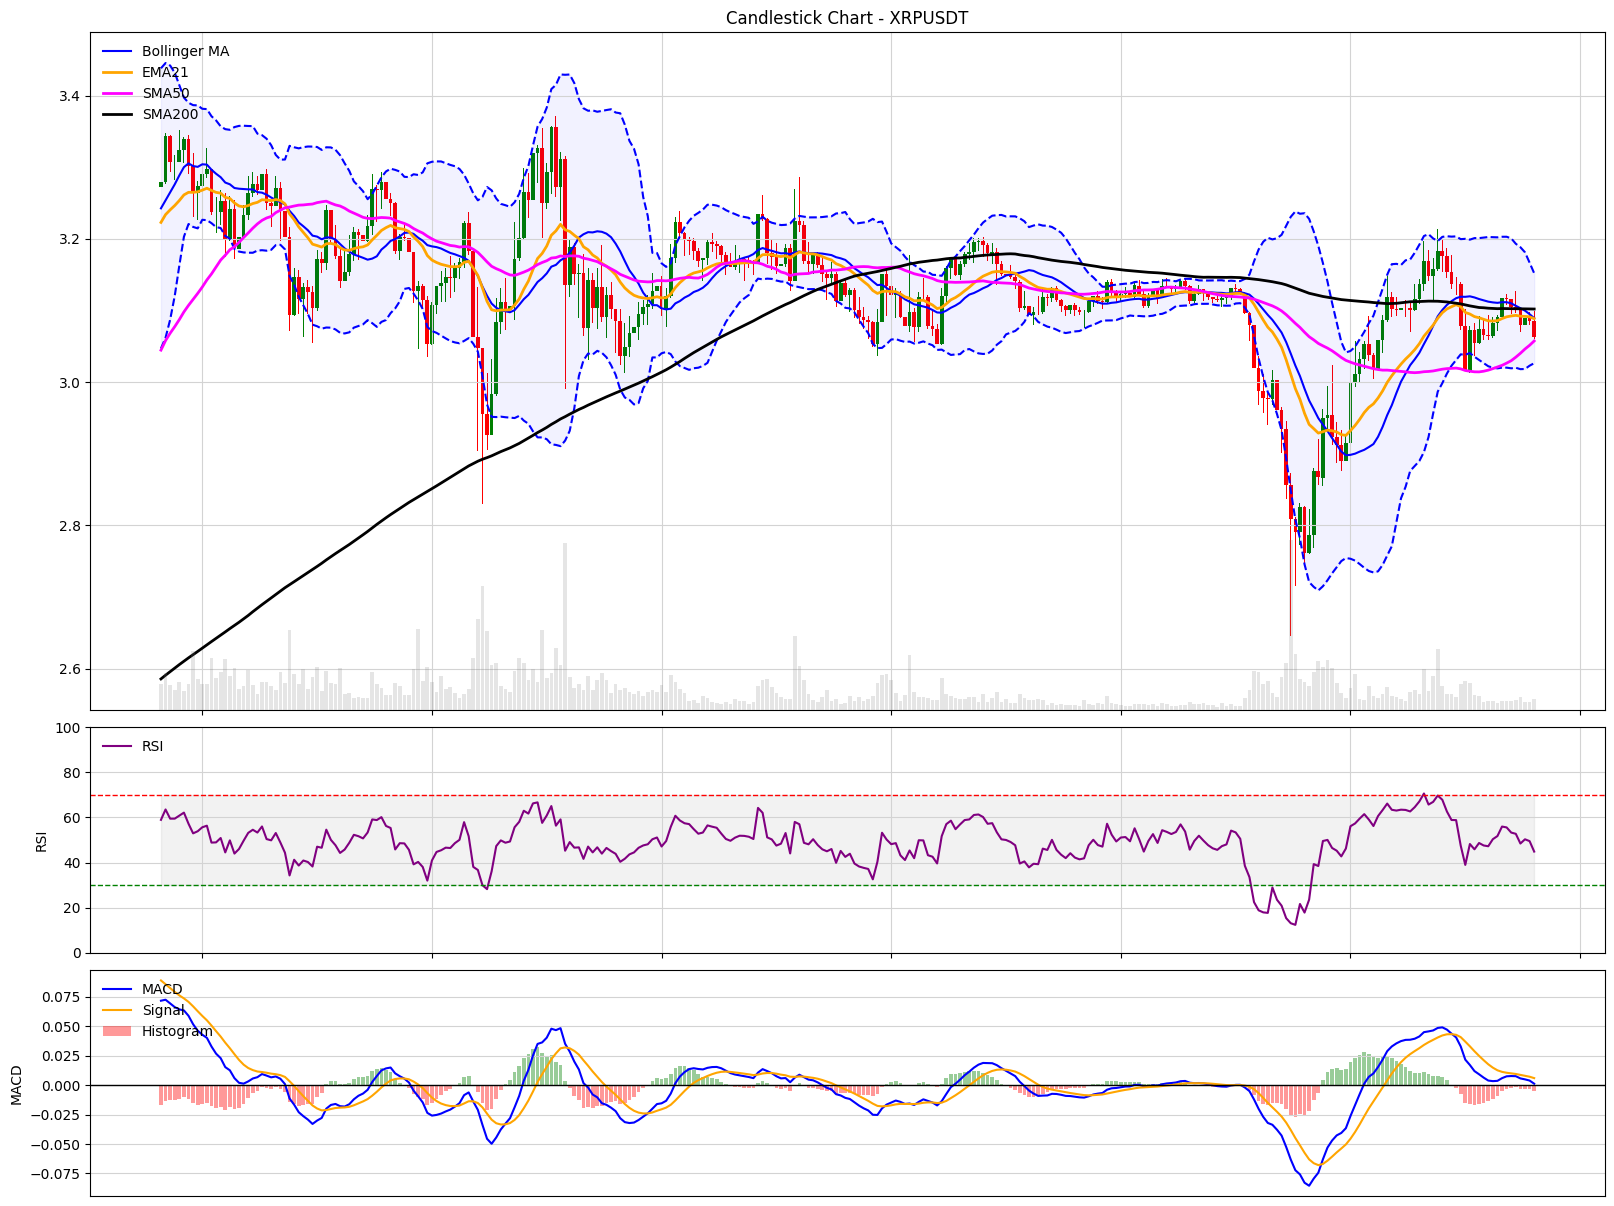 Candlestick Chart - XRPUSDT
Bollinger MA
EMA21
SMA50
SMA200
3.4
3.2
3.0
2.8
2.6
100
80
60
40
20
0
RSI
RSI
0.075
0.050
0.025
0.000
−0.025
−0.050
−0.075
MACD
MACD
Signal
Histogram